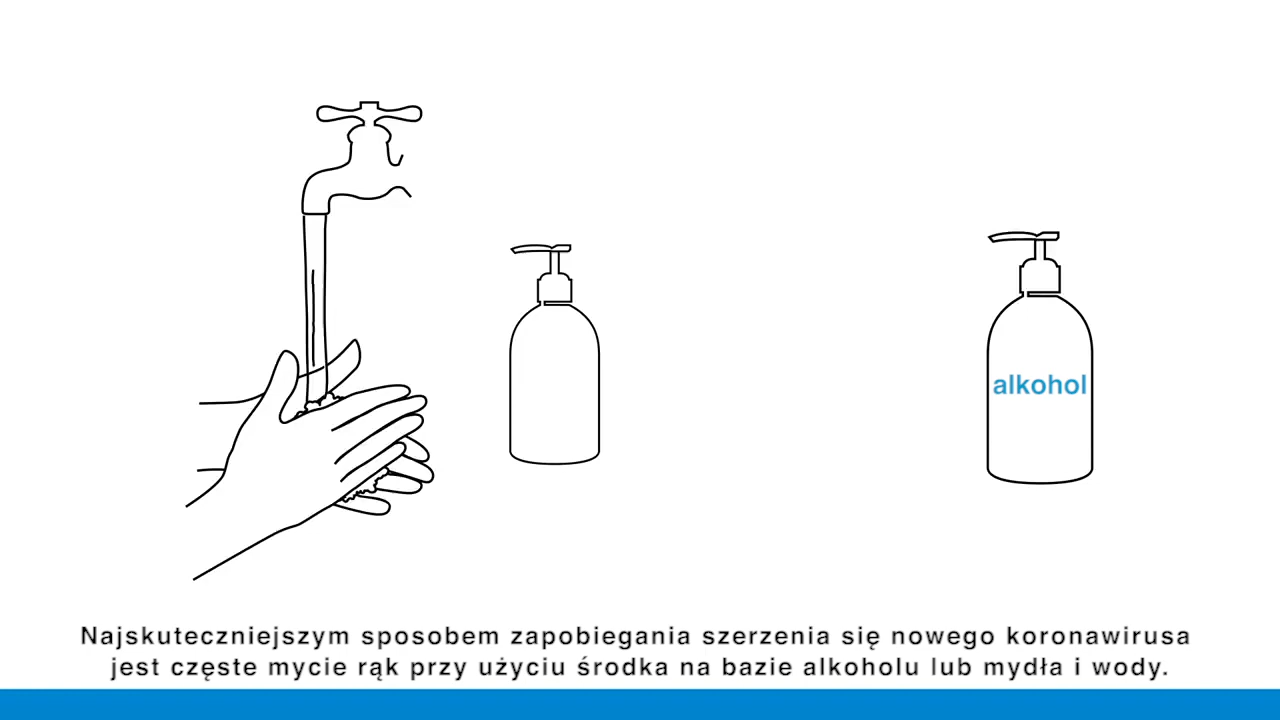 alkohol
Najskuteczniejszym sposobem zapobiegania szerzenia się nowego koronawirusa
jest częste mycie rąk przy użyciu środka na bazie alkoholu lub mydła i wody.